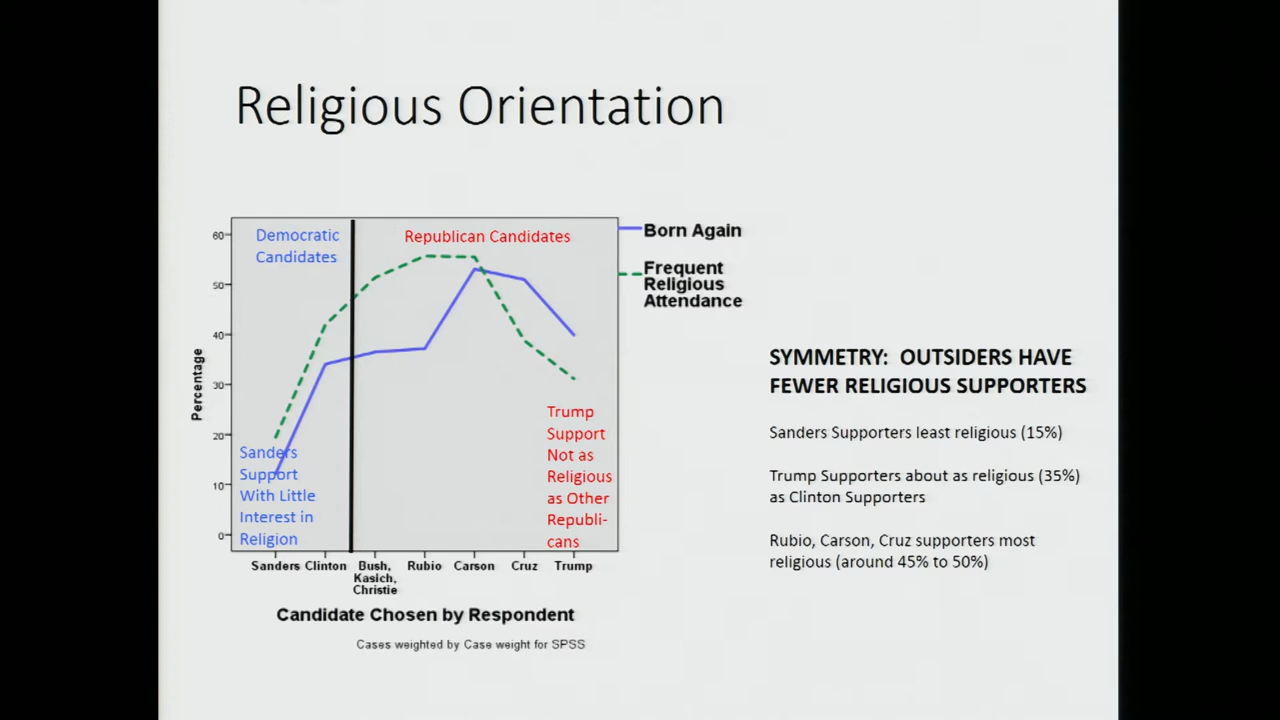 Religious Orientation
Democratic
Candidates
Republican Candidates
60
50
40
30
20
10
0
Percentage
Sanders
Support
With Little
Interest in
Religion
Trump
Support
Not as
Religious
as Other
Republi-
cans
Sanders Clinton Bush, Rubio Carson Cruz Trump
Kasich,
Christie
Candidate Chosen by Respondent
Cases weighted by Case weight for SPSS
Born Again
Frequent
Religious
Attendance
SYMMETRY: OUTSIDERS HAVE
FEWER RELIGIOUS SUPPORTERS
Sanders Supporters least religious (15%)
Trump Supporters about as religious (35%)
as Clinton Supporters
Rubio, Carson, Cruz supporters most
religious (around 45% to 50%)